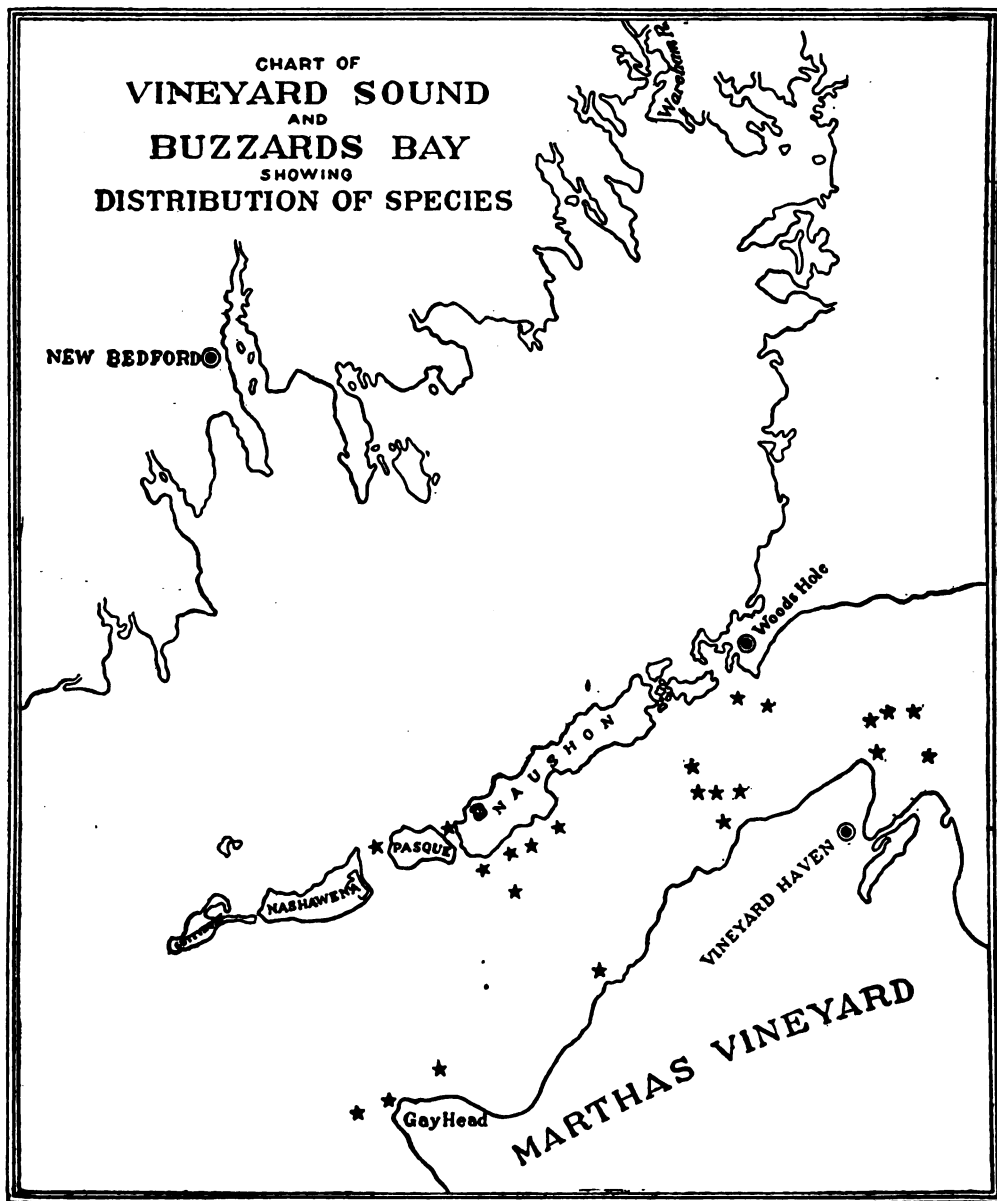 CHART OF
VINEYARD SOUND
AND
BUZZARDS BAY
SHOWING
DISTRIBUTION OF SPECIES
Wareham R.
NEW BEDFORD
Woods Hole
NAUSHON
PASQUE
NASHAWENA
VINEYARD HAVEN
MARTHAS VINEYARD
Gay Head